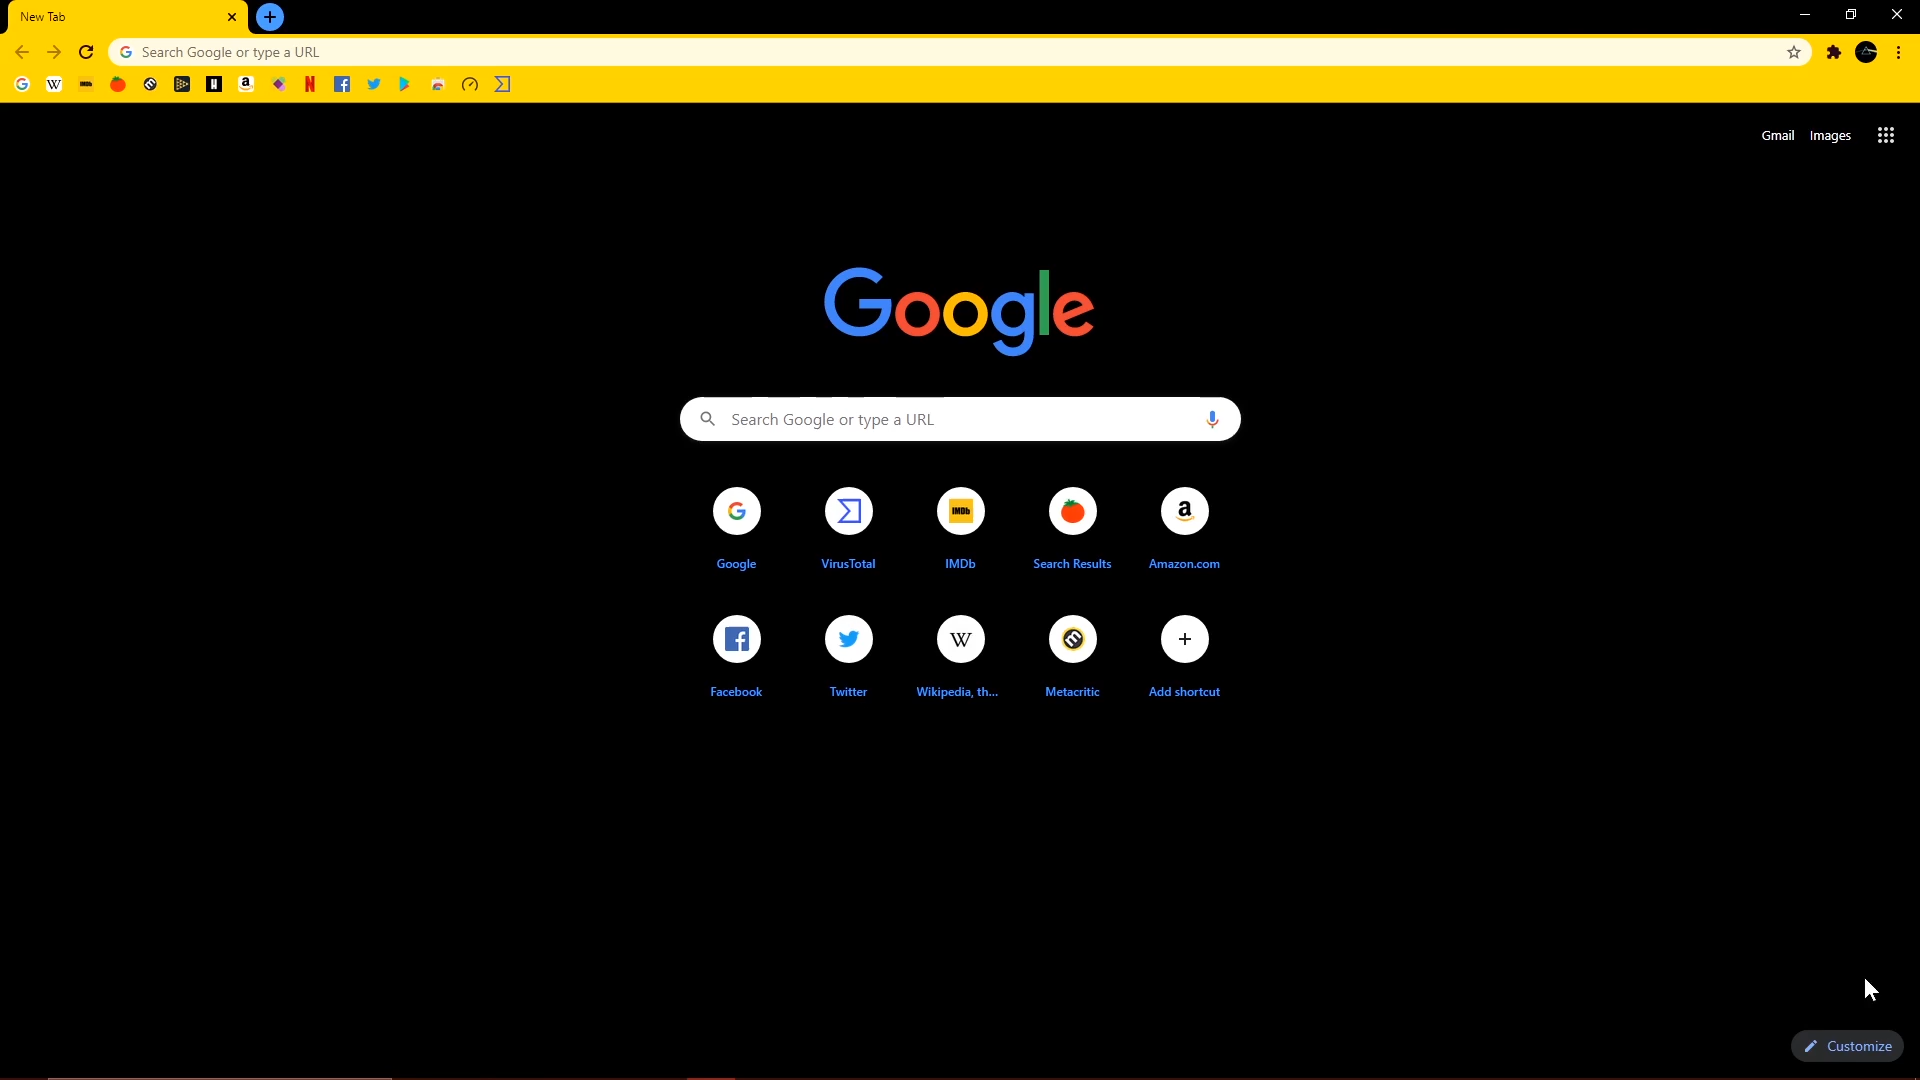 New Tab
Search Google or type a URL
Gmail Images
Google
Search Google or type a URL
Google VirusTotal IMDb Search Results Amazon.com
Facebook Twitter Wikipedia, th... Metacritic Add shortcut
Customize